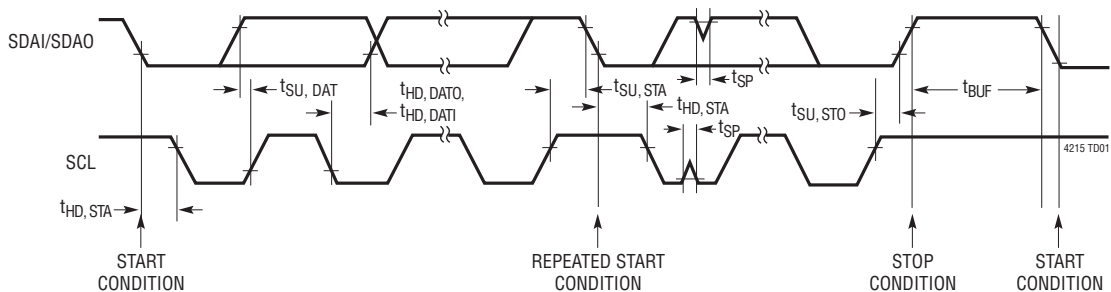 SDAI/SDAO
tSU, DAT
tHD, DATO,
tHD, DATI
tSU, STA
tHD, STA
tSP
tSP
tSU, STO
tBUF
4215 TD01
SCL
tHD, STA
START
CONDITION
REPEATED START
CONDITION
STOP
CONDITION
START
CONDITION